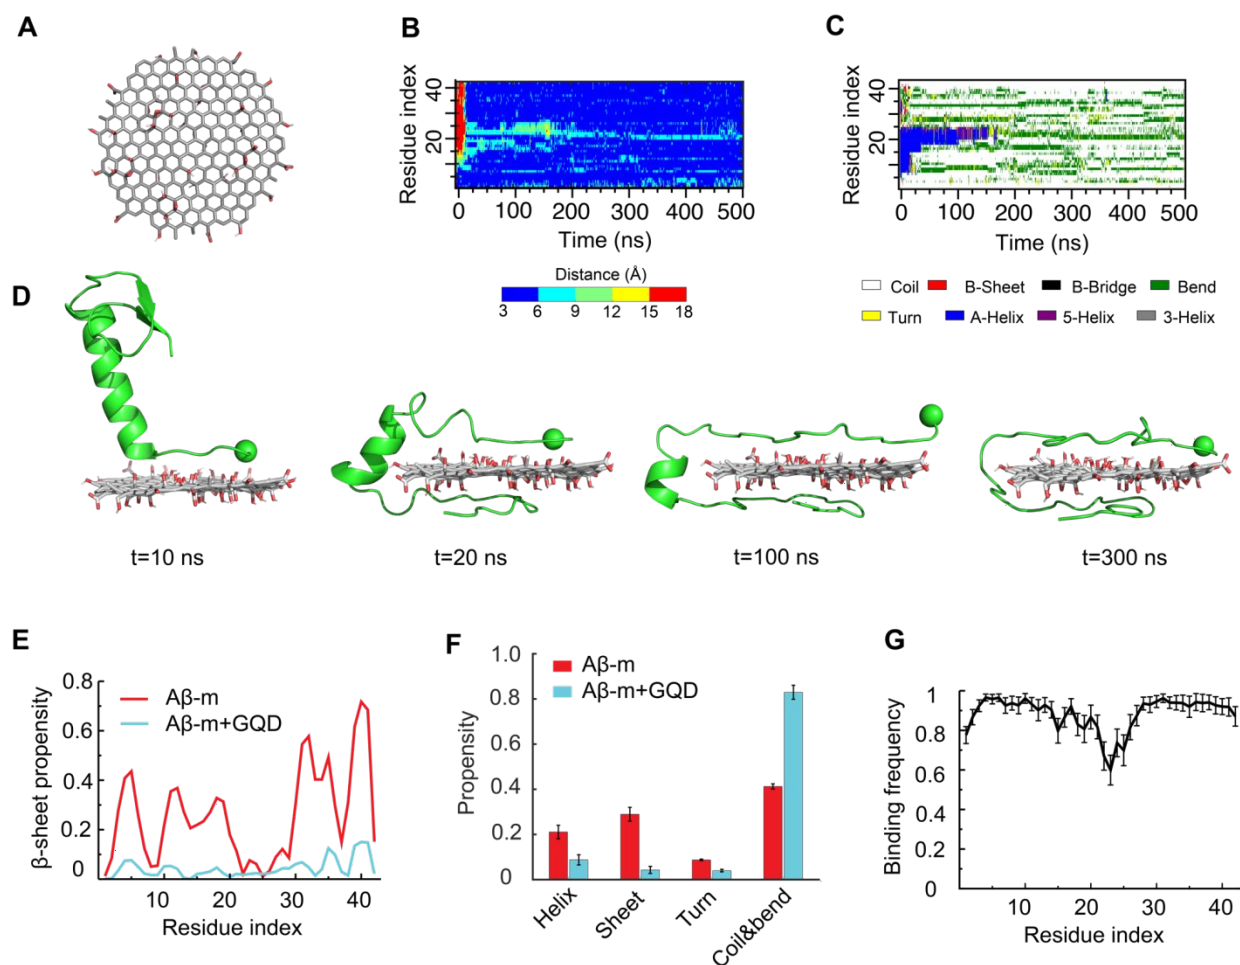 A
B
C
Residue index
40
20
0 100 200 300 400 500
Time (ns)
Residue index
40
20
0 100 200 300 400 500
Time (ns)
Distance (Å)
3 6 9 12 15 18
Coil B-Sheet B-Bridge Bend
Turn A-Helix 5-Helix 3-Helix
D
t=10 ns
t=20 ns
t=100 ns
t=300 ns
E
β-sheet propensity
0.8
0.6
0.4
0.2
0
Aβ-m
Aβ-m+GQD
10 20 30 40
Residue index
F
Propensity
1.0
0.8
0.6
0.4
0.2
0
Aβ-m
Aβ-m+GQD
Helix
Sheet
Turn
Coil&bend
G
Binding frequency
1
0.8
0.6
0.4
0.2
0
10 20 30 40
Residue index